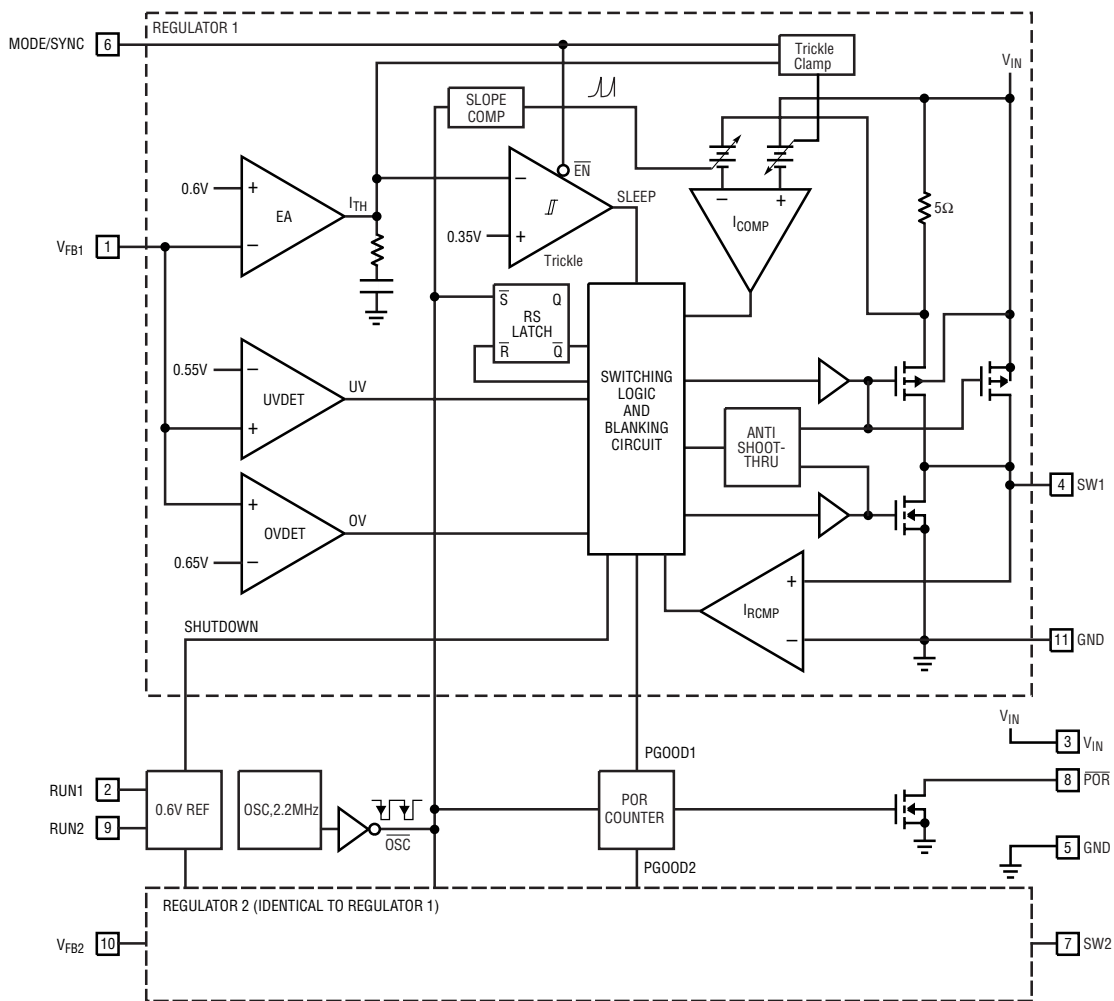 REGULATOR 1
MODE/SYNC 6
Trickle
Clamp
VIN
SLOPE
COMP
EN
0.6V
+
EA
−
ITH
−
SLEEP
0.35V
+
Trickle
−
+
ICOMP
5Ω
VFB1 1
S Q
RS
LATCH
R Q
0.55V
−
UVDET
+
UV
SWITCHING
LOGIC
AND
BLANKING
CIRCUIT
ANTI
SHOOT-
THRU
4 SW1
+
OVDET
−
OV
0.65V
+
IRCMP
−
SHUTDOWN
11 GND
VIN
3 VIN
PGOOD1
RUN1 2
RUN2 9
0.6V REF
OSC,2.2MHz
OSC
POR
COUNTER
8 POR
5 GND
PGOOD2
REGULATOR 2 (IDENTICAL TO REGULATOR 1)
VFB2 10
7 SW2